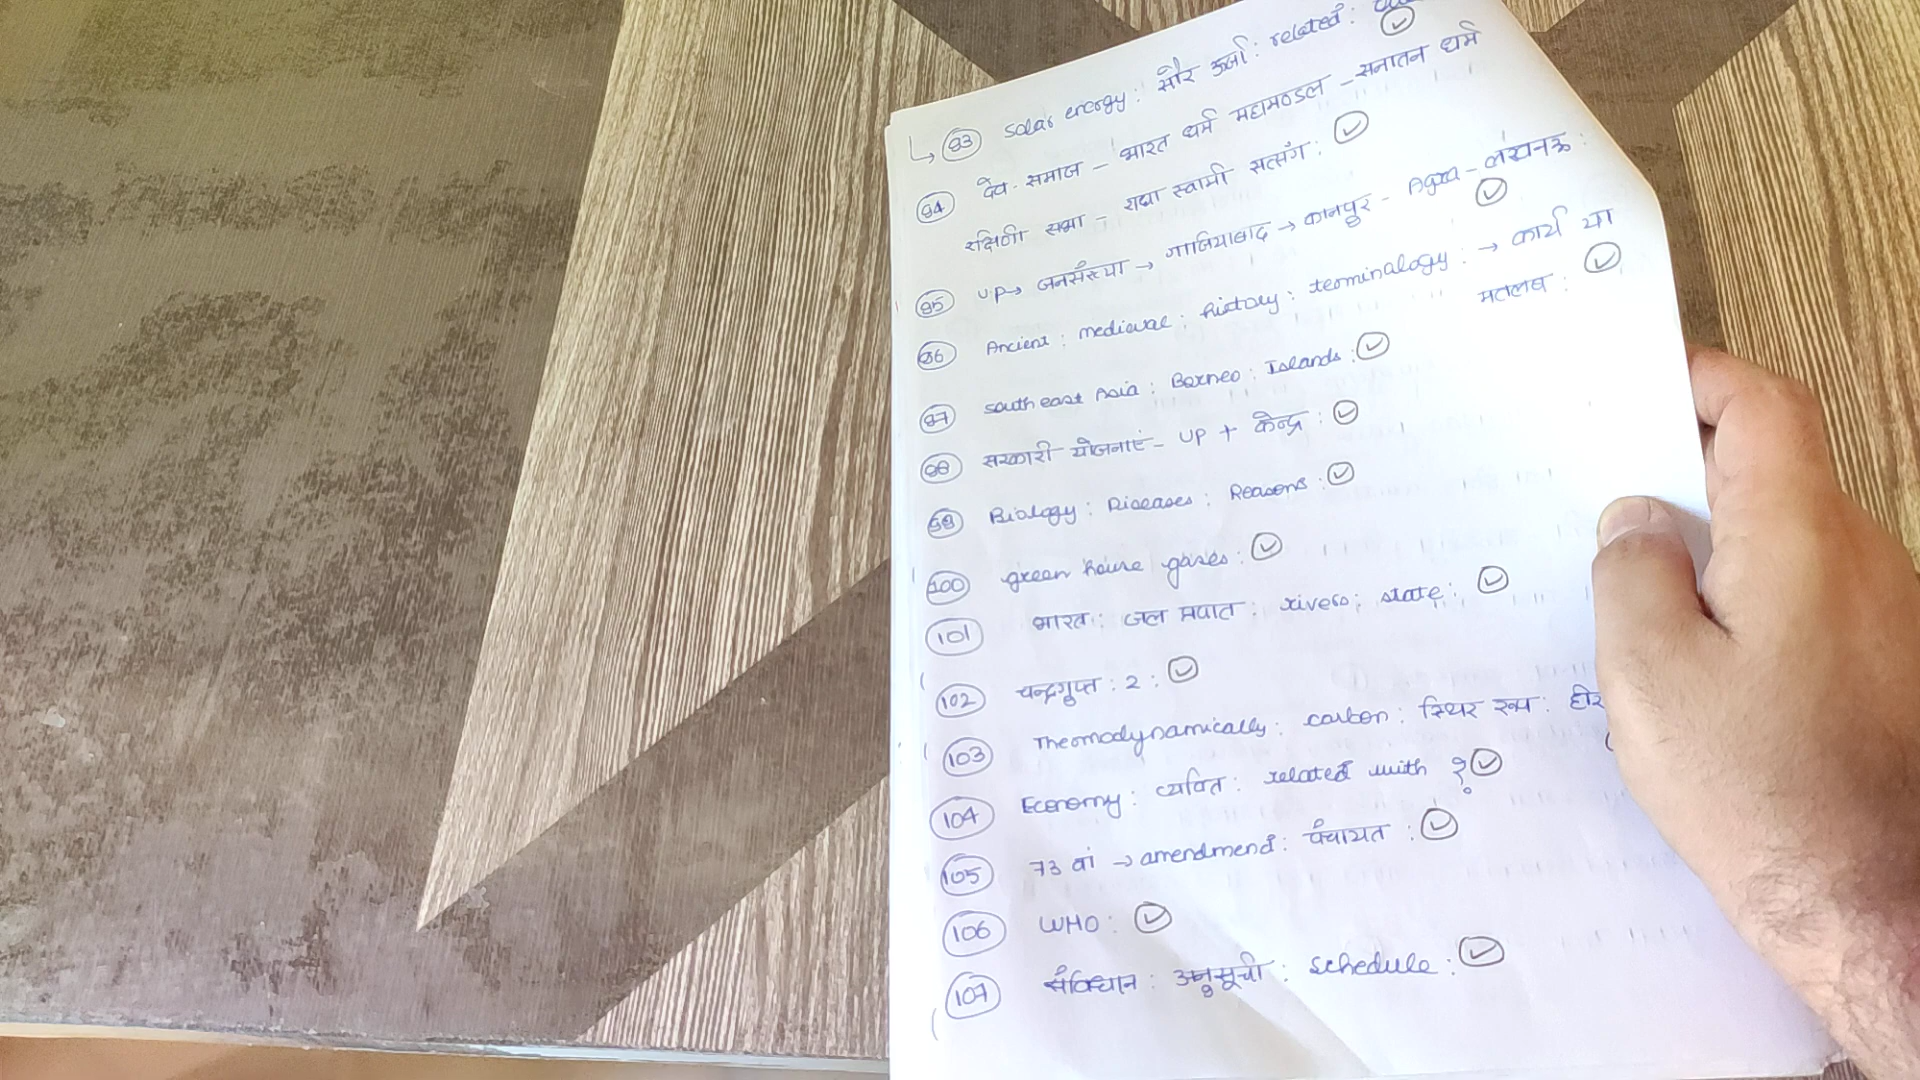 93 Solar energy: सौर ऊर्जा: related:
94 देव समाज - भारत धर्म महामण्डल - सनातन धर्म
रक्षिणी सभा - राधा स्वामी सत्संग:
95 UP→ जनसंख्या → गाजियाबाद → कानपुर - Agra - लखनऊ:
96 Ancient: medieval: history: terminalogy: → कार्य या
मतलब:
97 south east Asia: Borneo: Islands:
98 सरकारी योजनाएं - UP + केन्द्र:
99 Biology: Diseases: Reasons:
100 green house gases:
101 भारत: जल प्रपात: rivers: state:
102 चन्द्रगुप्त: 2:
103 Thermodynamically: carbon: स्थिर रूप:
104 Economy: व्यक्ति: related with ?
105 73 वां → amendment: पंचायत:
106 WHO:
107 संविधान: अनुसूची: schedule: